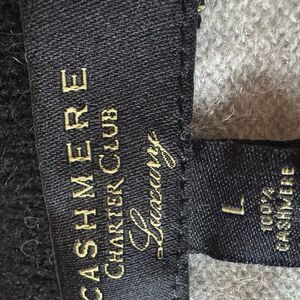 CASHMERE
CHARTER CLUB
Luxury
L
100%
CASHMERE